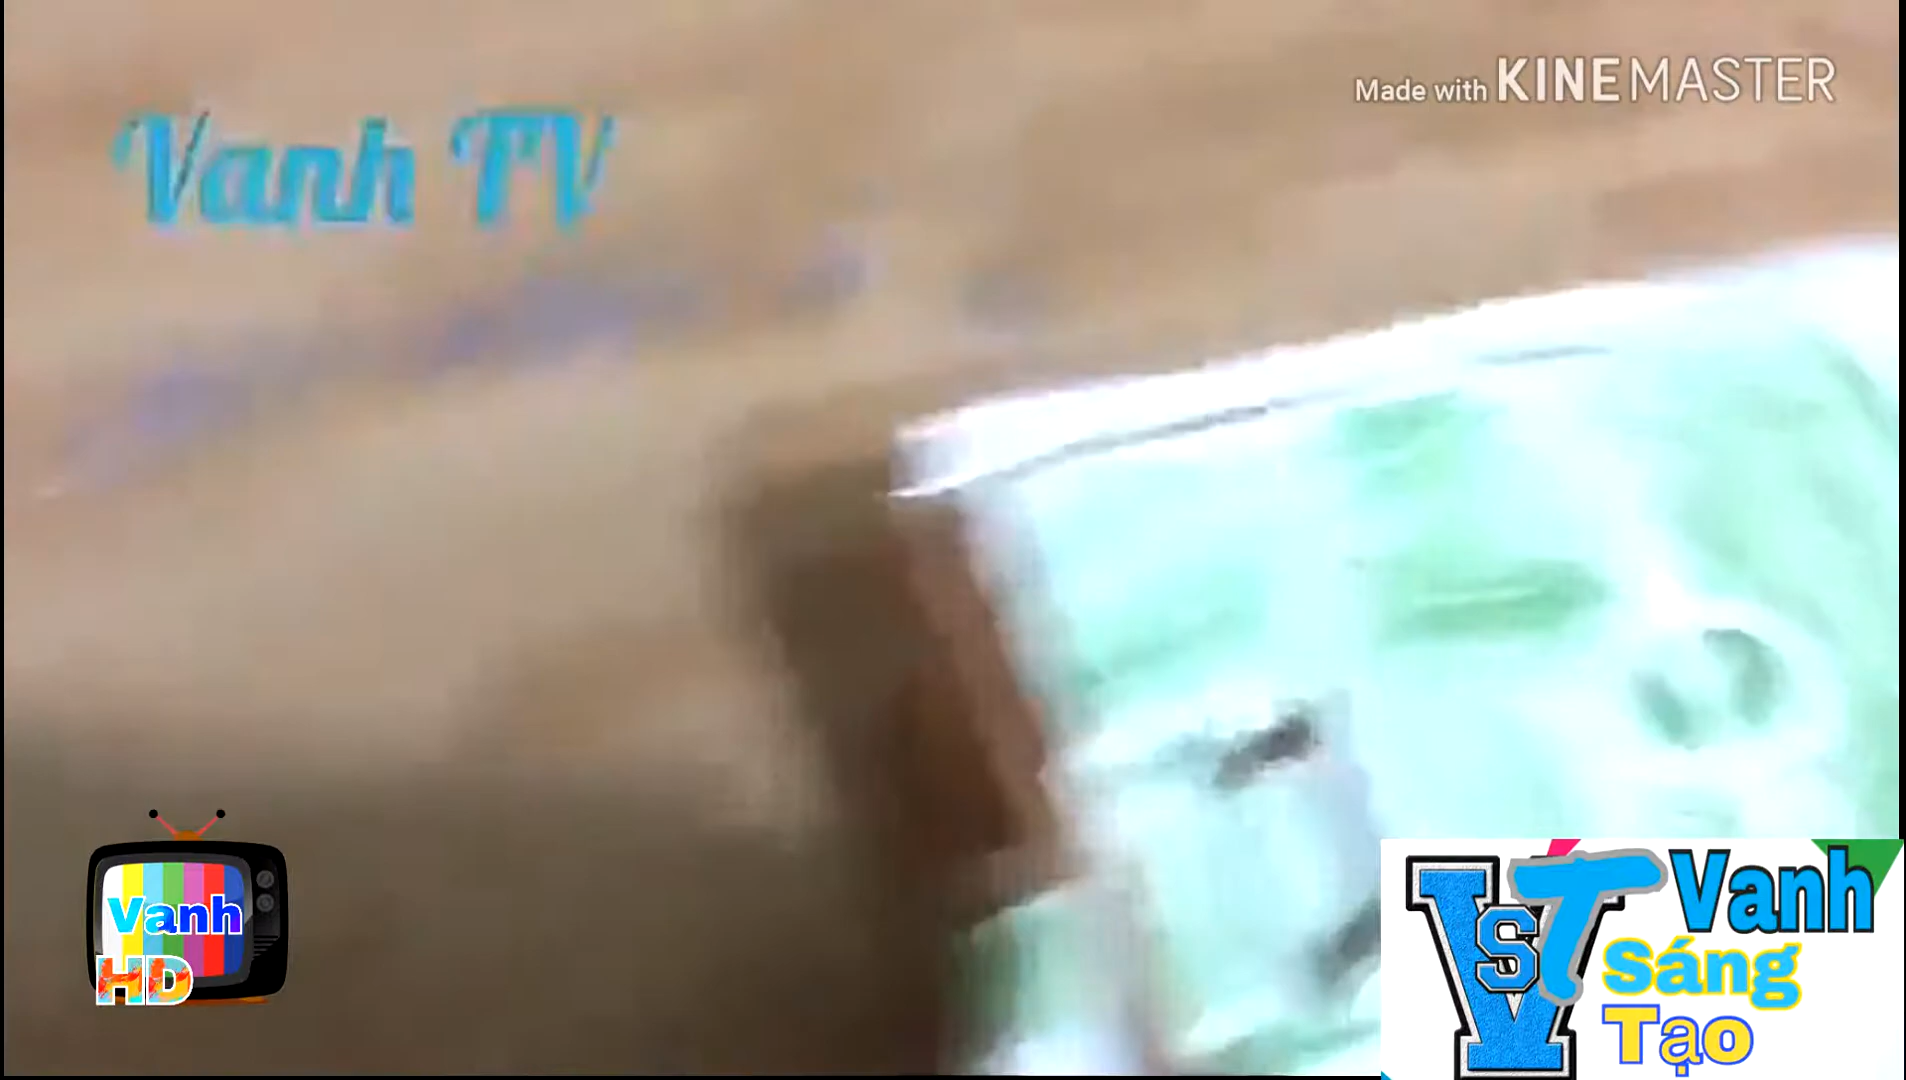 Made with KINEMASTER
Vanh TV
Vanh
HD
VST Vanh
Sáng
Tạo